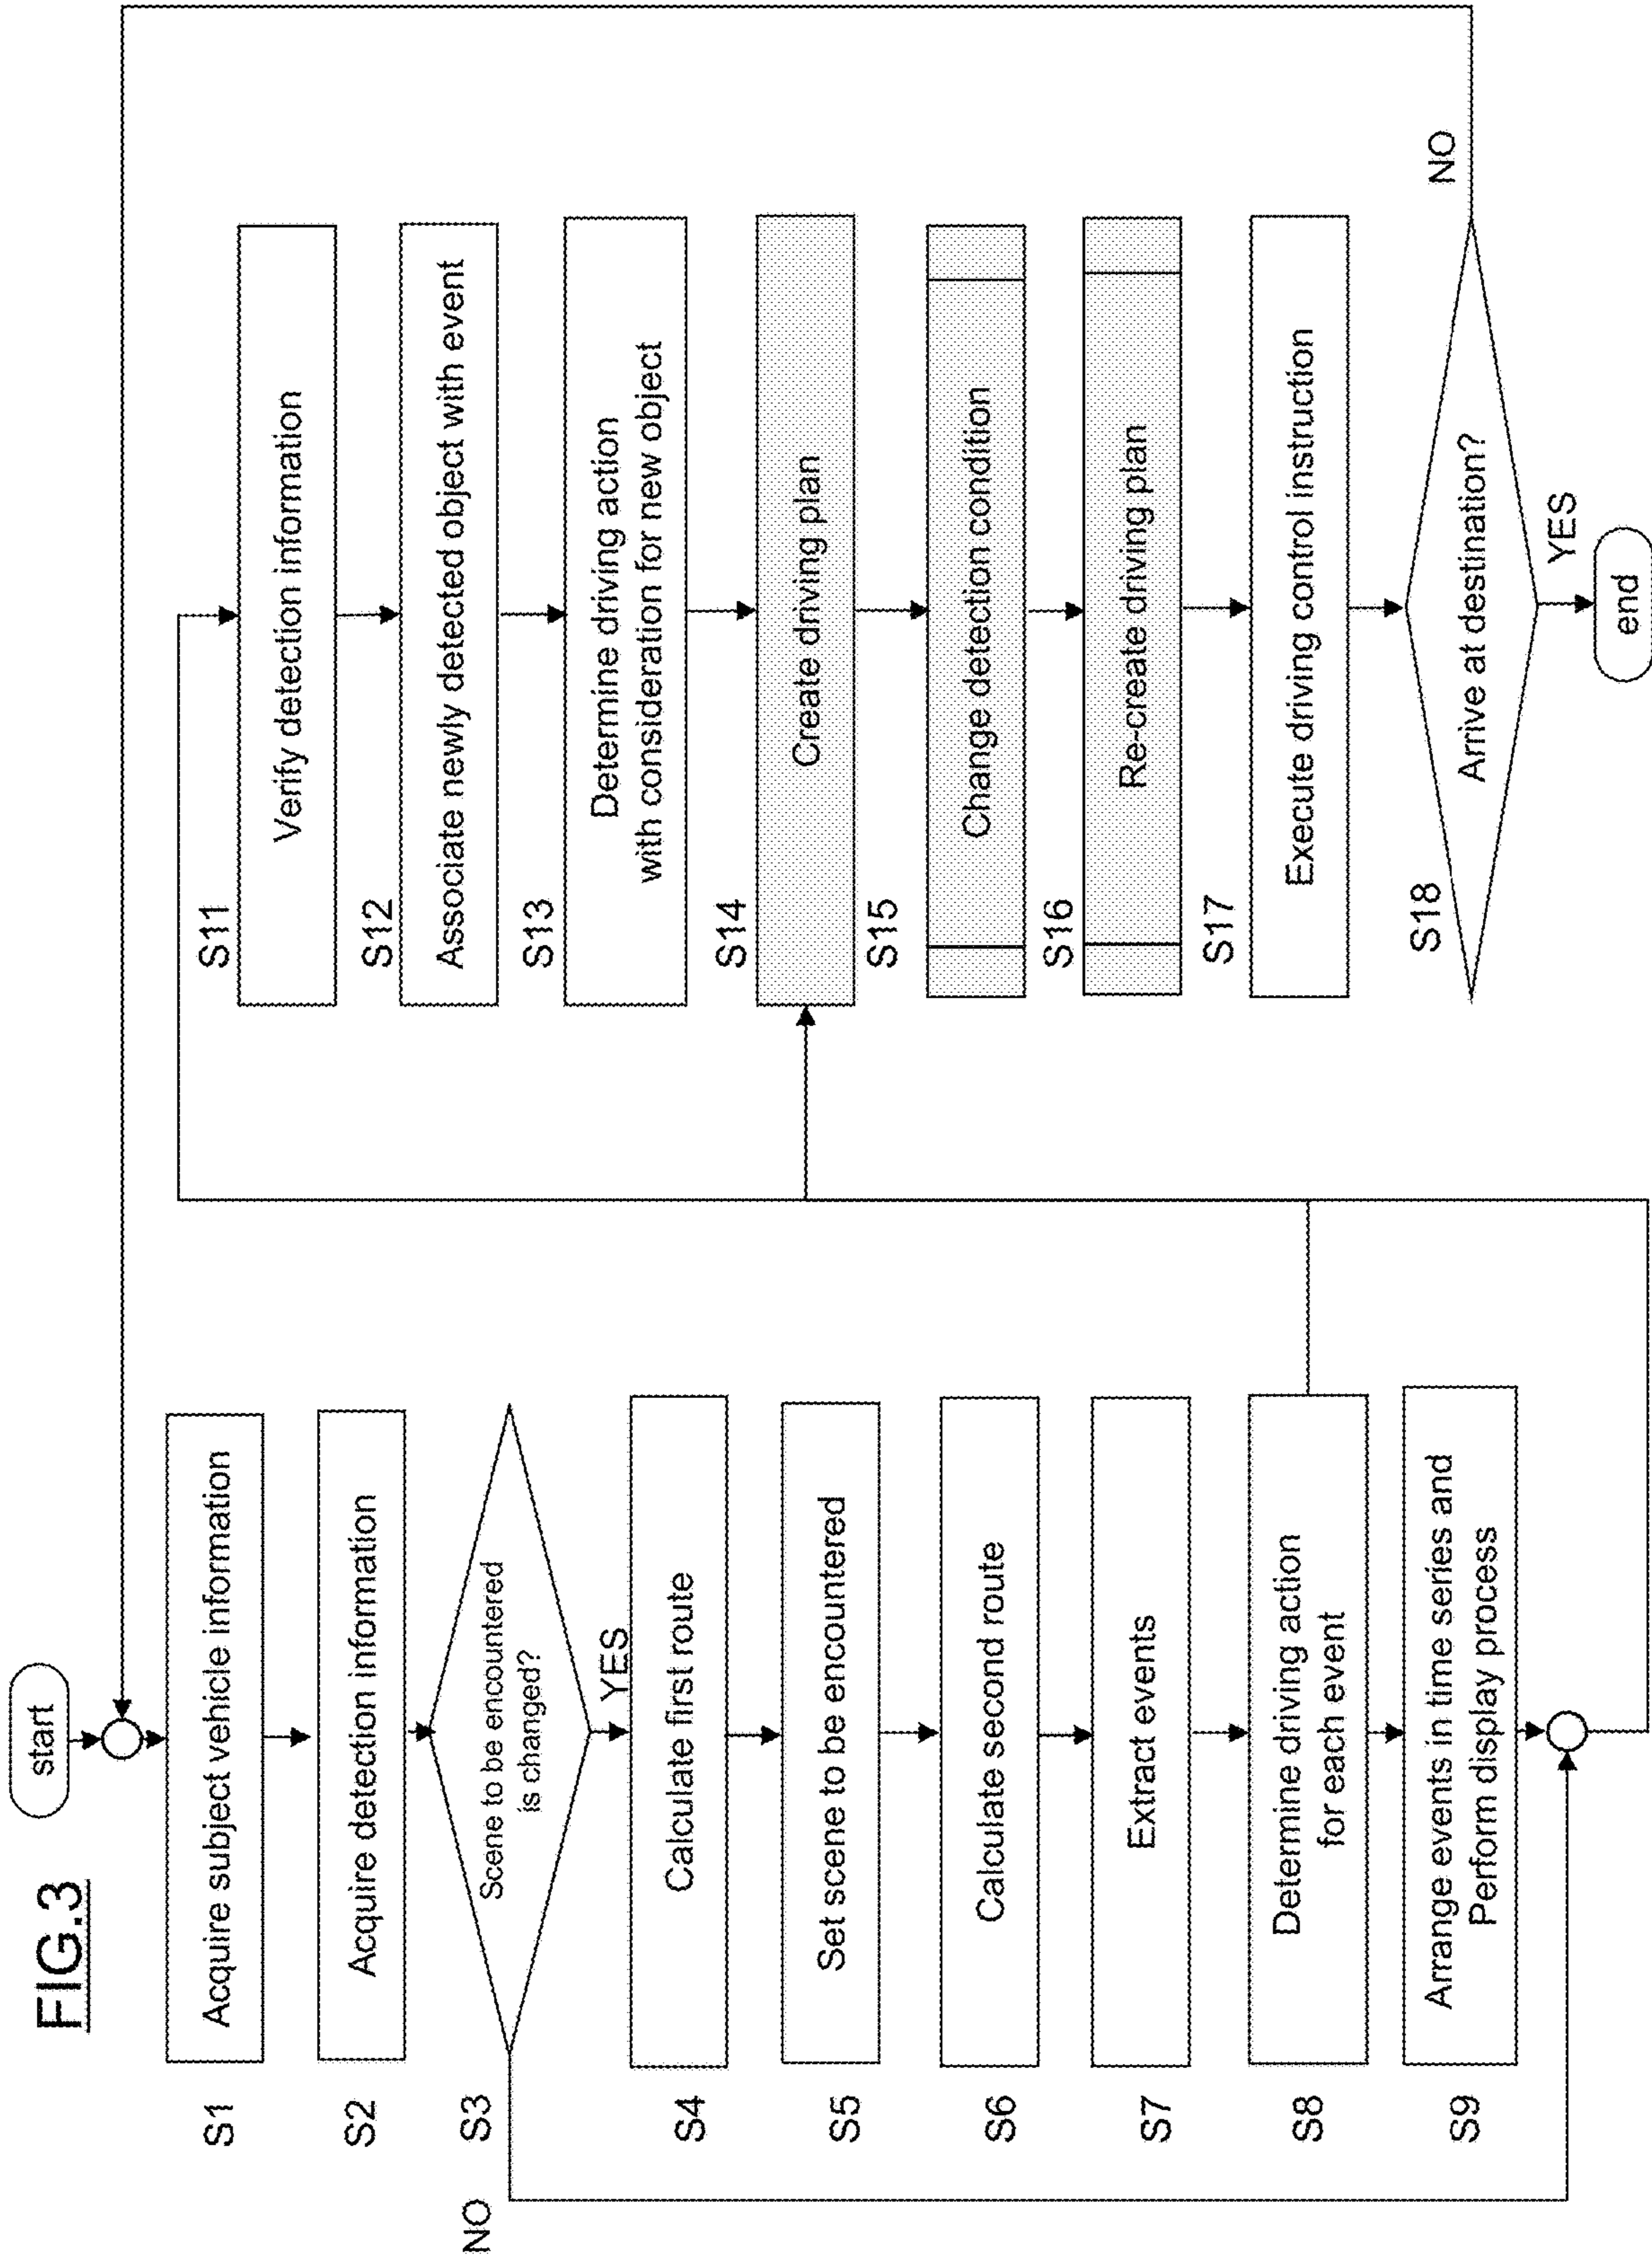 FIG.3
start
S1
Acquire subject vehicle information
S2
Acquire detection information
S3
Scene to be encountered
is changed?
NO
YES
S4
Calculate first route
S5
Set scene to be encountered
S6
Calculate second route
S7
Extract events
S8
Determine driving action
for each event
S9
Arrange events in time series and
Perform display process
S11
Verify detection information
S12
Associate newly detected object with event
S13
Determine driving action
with consideration for new object
S14
Create driving plan
S15
Change detection condition
S16
Re-create driving plan
S17
Execute driving control instruction
S18
Arrive at destination?
NO
YES
end